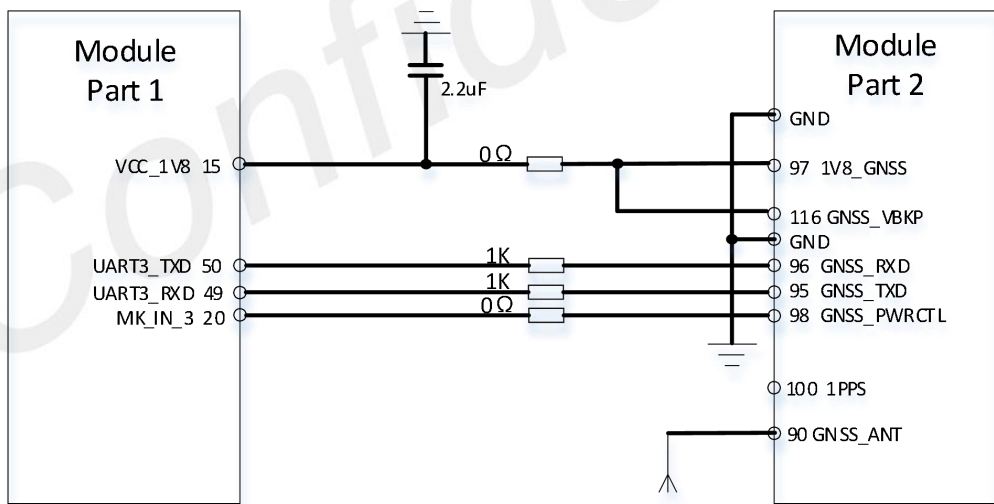 Confide
Module
Part 1
Module
Part 2
2.2uF
GND
VCC_1V8 15
0Ω
97 1V8_GNSS
116 GNSS_VBKP
GND
UART3_TXD 50
1K
96 GNSS_RXD
UART3_RXD 49
1K
95 GNSS_TXD
MK_IN_3 20
0Ω
98 GNSS_PWRCTL
100 1PPS
90 GNSS_ANT